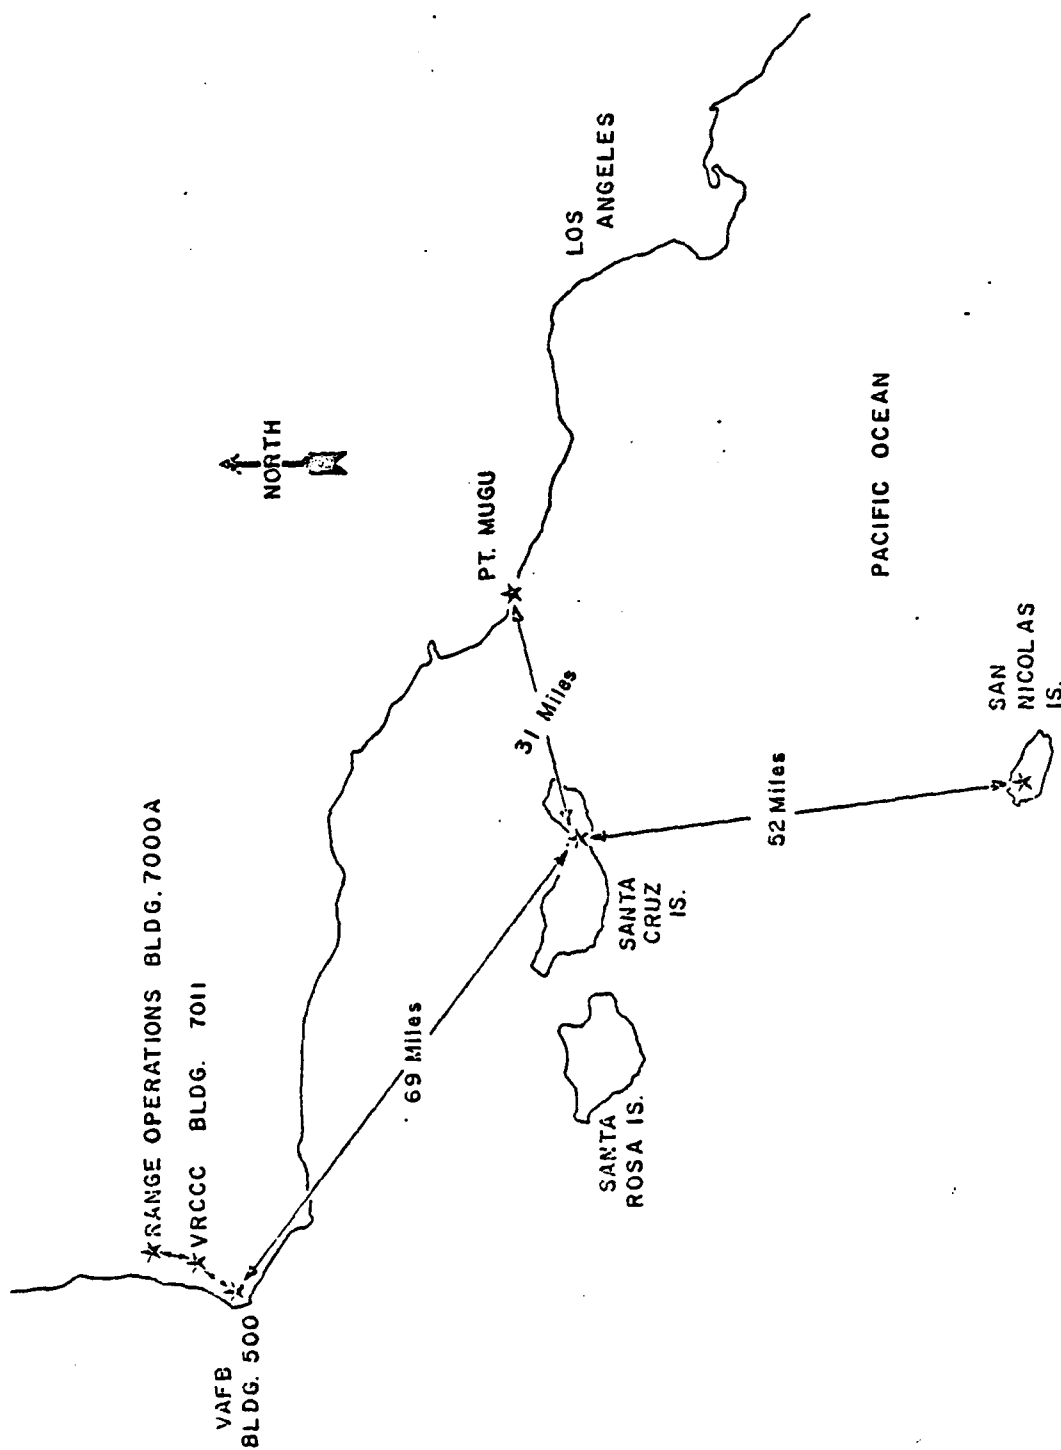 RANGE OPERATIONS BLDG. 7000A
VRCCC BLDG. 7011
VAFB
BLDG. 500
NORTH
69 Miles
31 Miles
PT. MUGU
LOS
ANGELES
SANTA
ROSA IS.
SANTA
CRUZ
IS.
52 Miles
PACIFIC OCEAN
SAN
NICOLAS
IS.